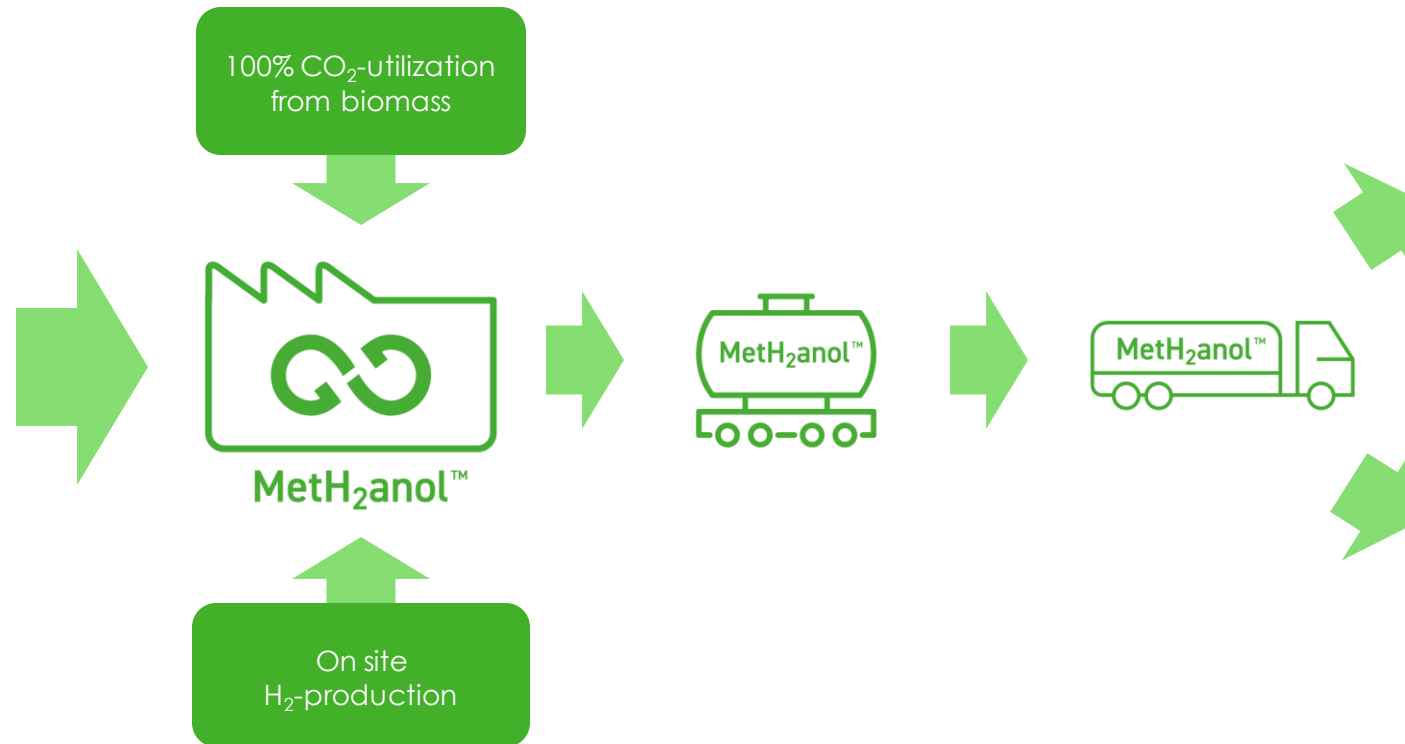 100% CO₂-utilization
from biomass
MetH₂anol™
MetH₂anol™
MetH₂anol™
On site
H₂-production